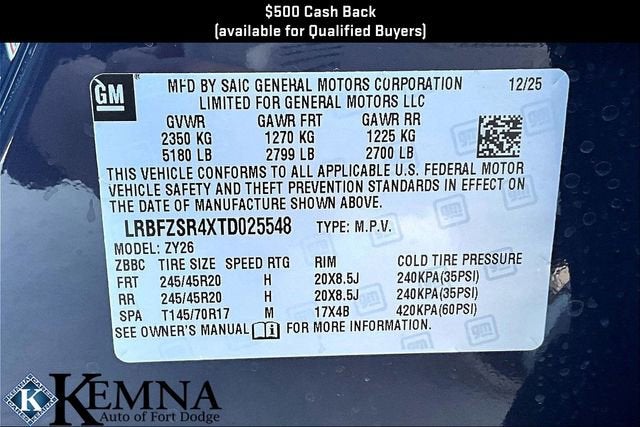 $500 Cash Back
(available for Qualified Buyers)
GM
MFD BY SAIC GENERAL MOTORS CORPORATION 12/25
LIMITED FOR GENERAL MOTORS LLC
GVWR GAWR FRT GAWR RR
2350 KG 1270 KG 1225 KG
5180 LB 2799 LB 2700 LB
THIS VEHICLE CONFORMS TO ALL APPLICABLE U.S. FEDERAL MOTOR
VEHICLE SAFETY AND THEFT PREVENTION STANDARDS IN EFFECT ON
THE DATE OF MANUFACTURE SHOWN ABOVE.
LRBFZSR4XTD025548 TYPE: M.P.V.
MODEL: ZY26
ZBBC TIRE SIZE SPEED RTG RIM COLD TIRE PRESSURE
FRT 245/45R20 H 20X8.5J 240KPA(35PSI)
RR 245/45R20 H 20X8.5J 240KPA(35PSI)
SPA T145/70R17 M 17X4B 420KPA(60PSI)
SEE OWNER'S MANUAL i FOR MORE INFORMATION.
K KEMNA
Auto of Fort Dodge